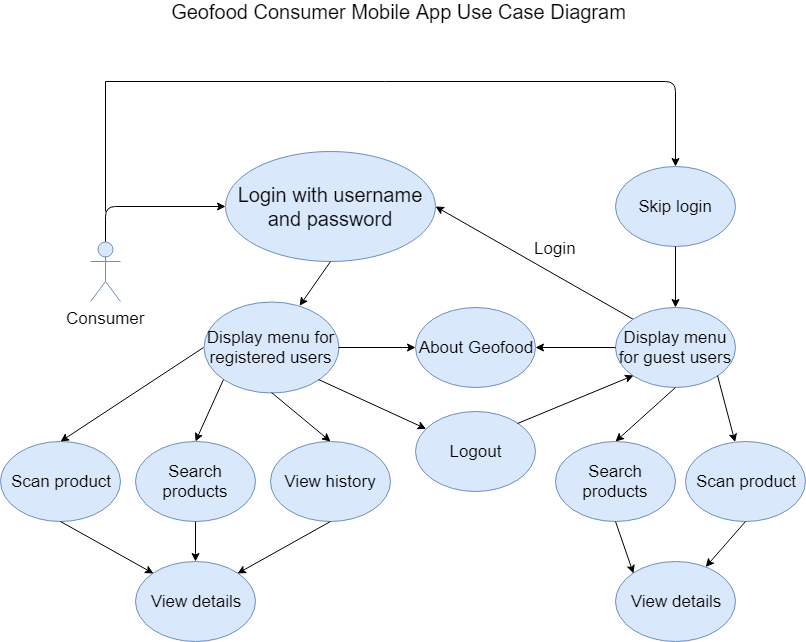 Geofood Consumer Mobile App Use Case Diagram
Login with username
and password
Skip login
Login
Consumer
Display menu for
registered users
About Geofood
Display menu
for guest users
Logout
Scan product
Search
products
View history
Search
products
Scan product
View details
View details